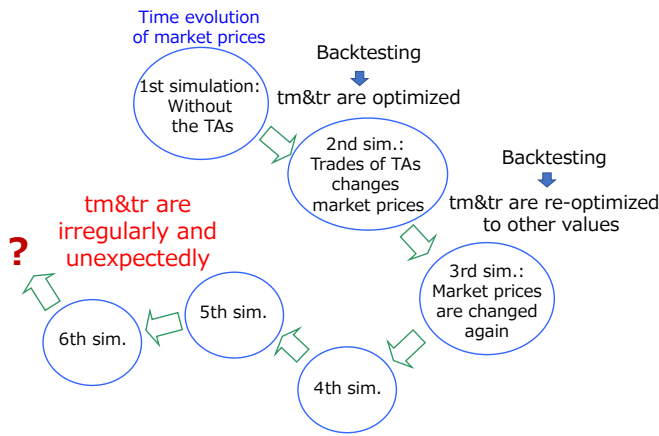 Time evolution
of market prices
1st simulation:
Without
the TAs
Backtesting
tm&tr are optimized
2nd sim.:
Trades of TAs
changes
market prices
Backtesting
tm&tr are re-optimized
to other values
3rd sim.:
Market prices
are changed
again
4th sim.
5th sim.
6th sim.
?
tm&tr are
irregularly and
unexpectedly